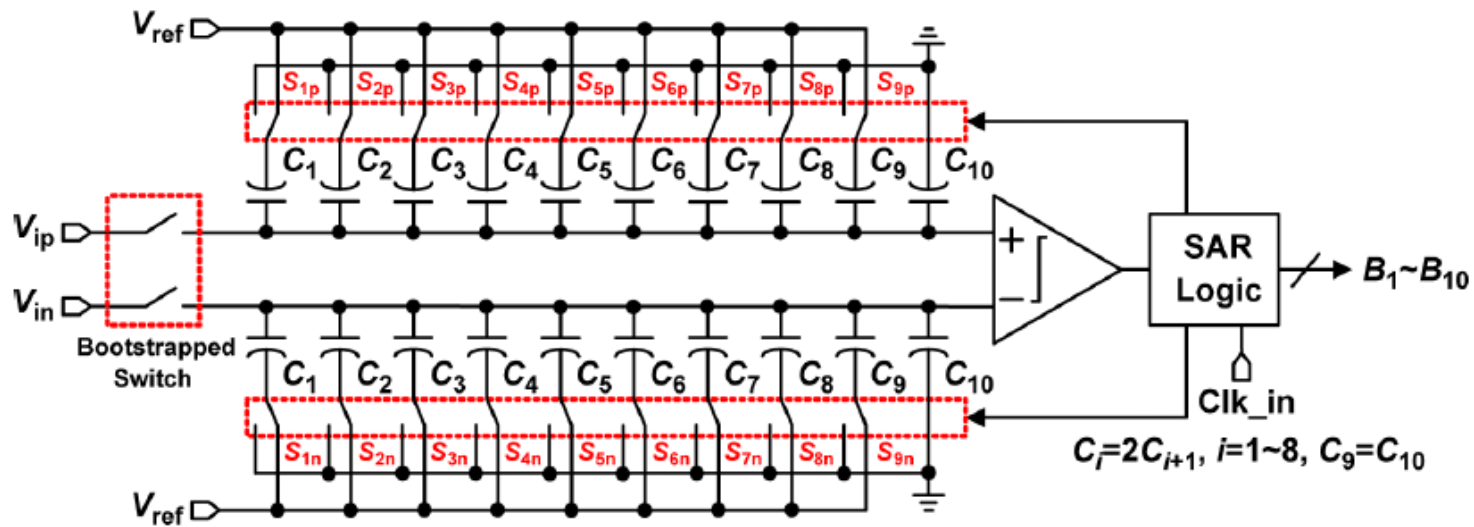 Vref
S1p S2p S3p S4p S5p S6p S7p S8p S9p
C1 C2 C3 C4 C5 C6 C7 C8 C9 C10
Vip
+
SAR
Logic
B1~B10
Vin
−
Bootstrapped
Switch
C1 C2 C3 C4 C5 C6 C7 C8 C9 C10
Clk_in
S1n S2n S3n S4n S5n S6n S7n S8n S9n
Ci=2Ci+1, i=1~8, C9=C10
Vref